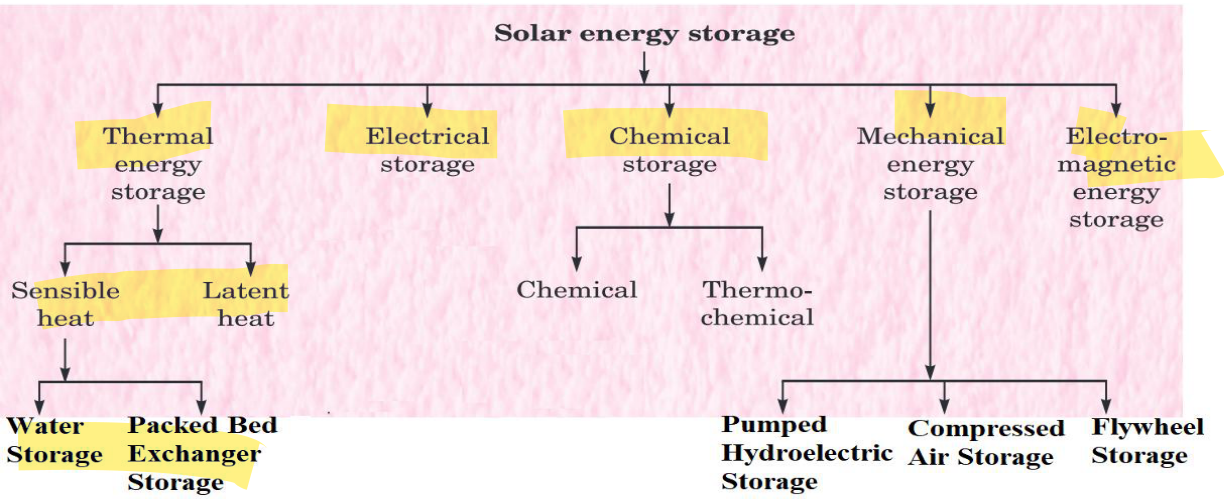 Solar energy storage
Thermal
energy
storage
Electrical
storage
Chemical
storage
Mechanical
energy
storage
Electro-
magnetic
energy
storage
Sensible
heat
Latent
heat
Chemical
Thermo-
chemical
Water
Storage
Packed Bed
Exchanger
Storage
Pumped
Hydroelectric
Storage
Compressed
Air Storage
Flywheel
Storage